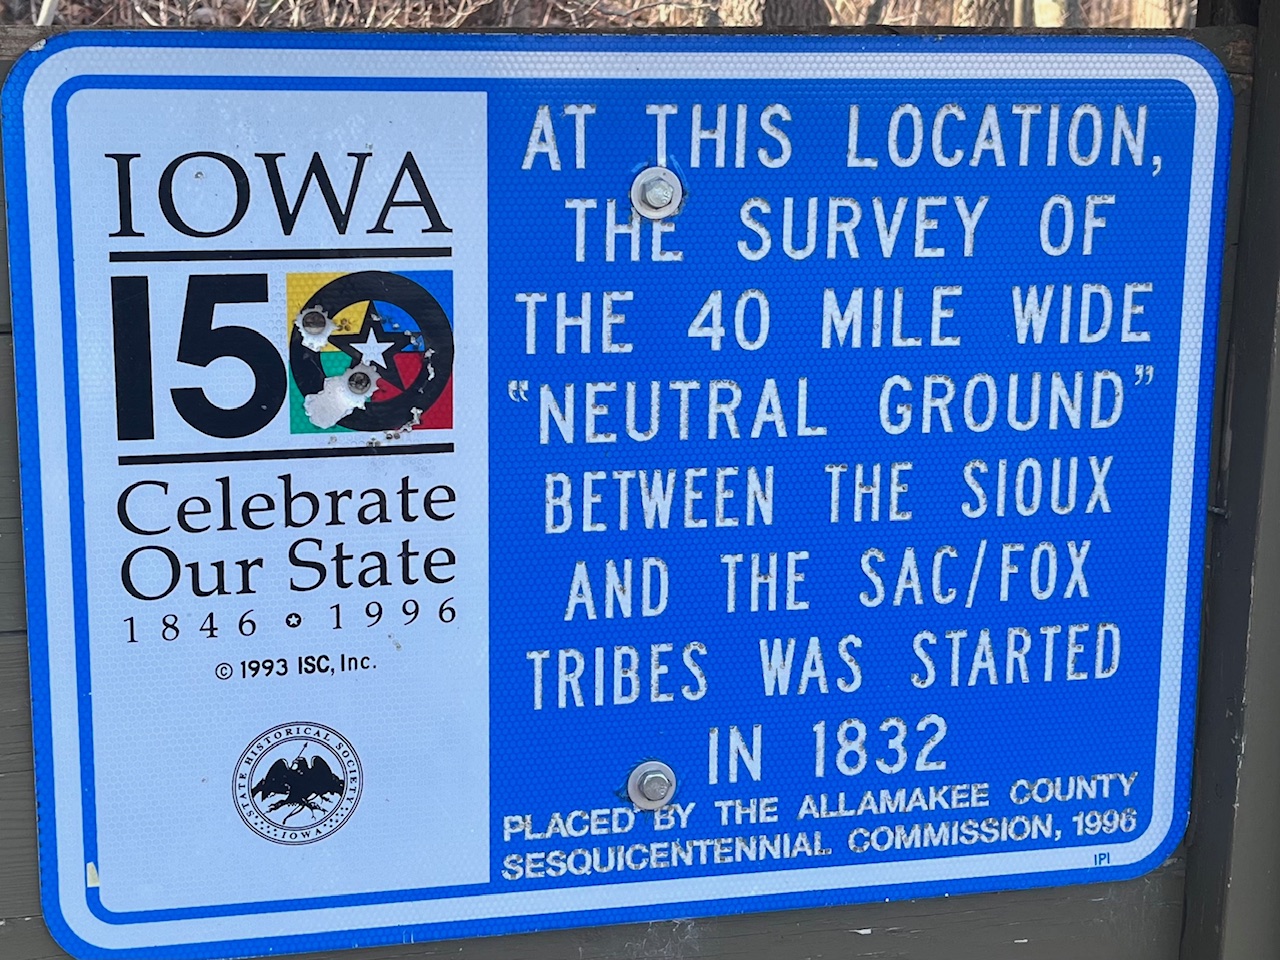 IOWA
150
Celebrate
Our State
1846 ✪ 1996
© 1993 ISC, Inc.
STATE HISTORICAL SOCIETY
IOWA
AT THIS LOCATION,
THE SURVEY OF
THE 40 MILE WIDE
“NEUTRAL GROUND”
BETWEEN THE SIOUX
AND THE SAC/FOX
TRIBES WAS STARTED
IN 1832
PLACED BY THE ALLAMAKEE COUNTY
SESQUICENTENNIAL COMMISSION, 1996
IPI